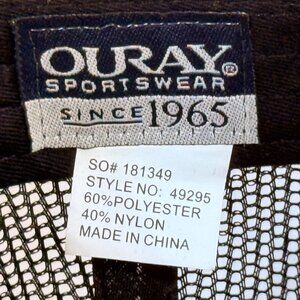 OURAY®
SPORTSWEAR
SINCE 1965
SO# 181349
STYLE NO: 49295
60%POLYESTER
40% NYLON
MADE IN CHINA